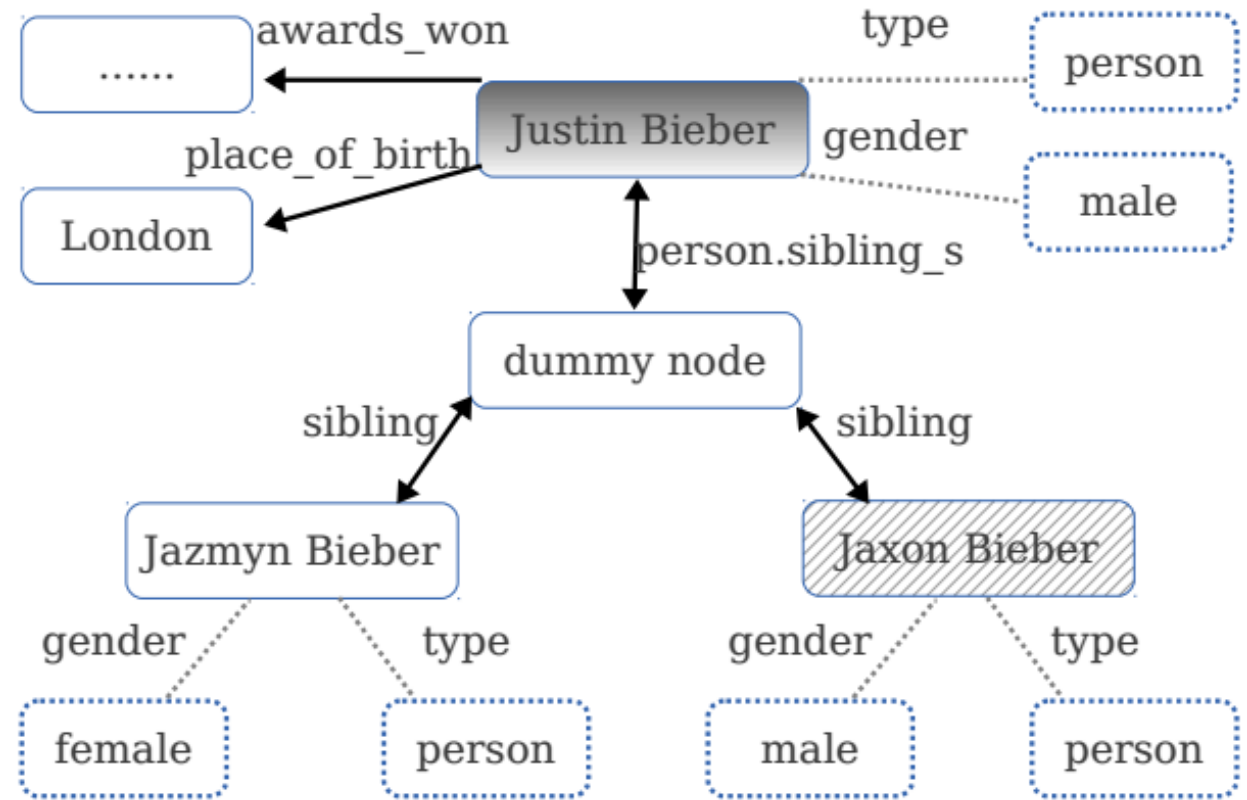 awards_won
type
......
person
Justin Bieber
gender
place_of_birth
male
London
person.sibling_s
dummy node
sibling
sibling
Jazmyn Bieber
Jaxon Bieber
gender
type
gender
type
female
person
male
person